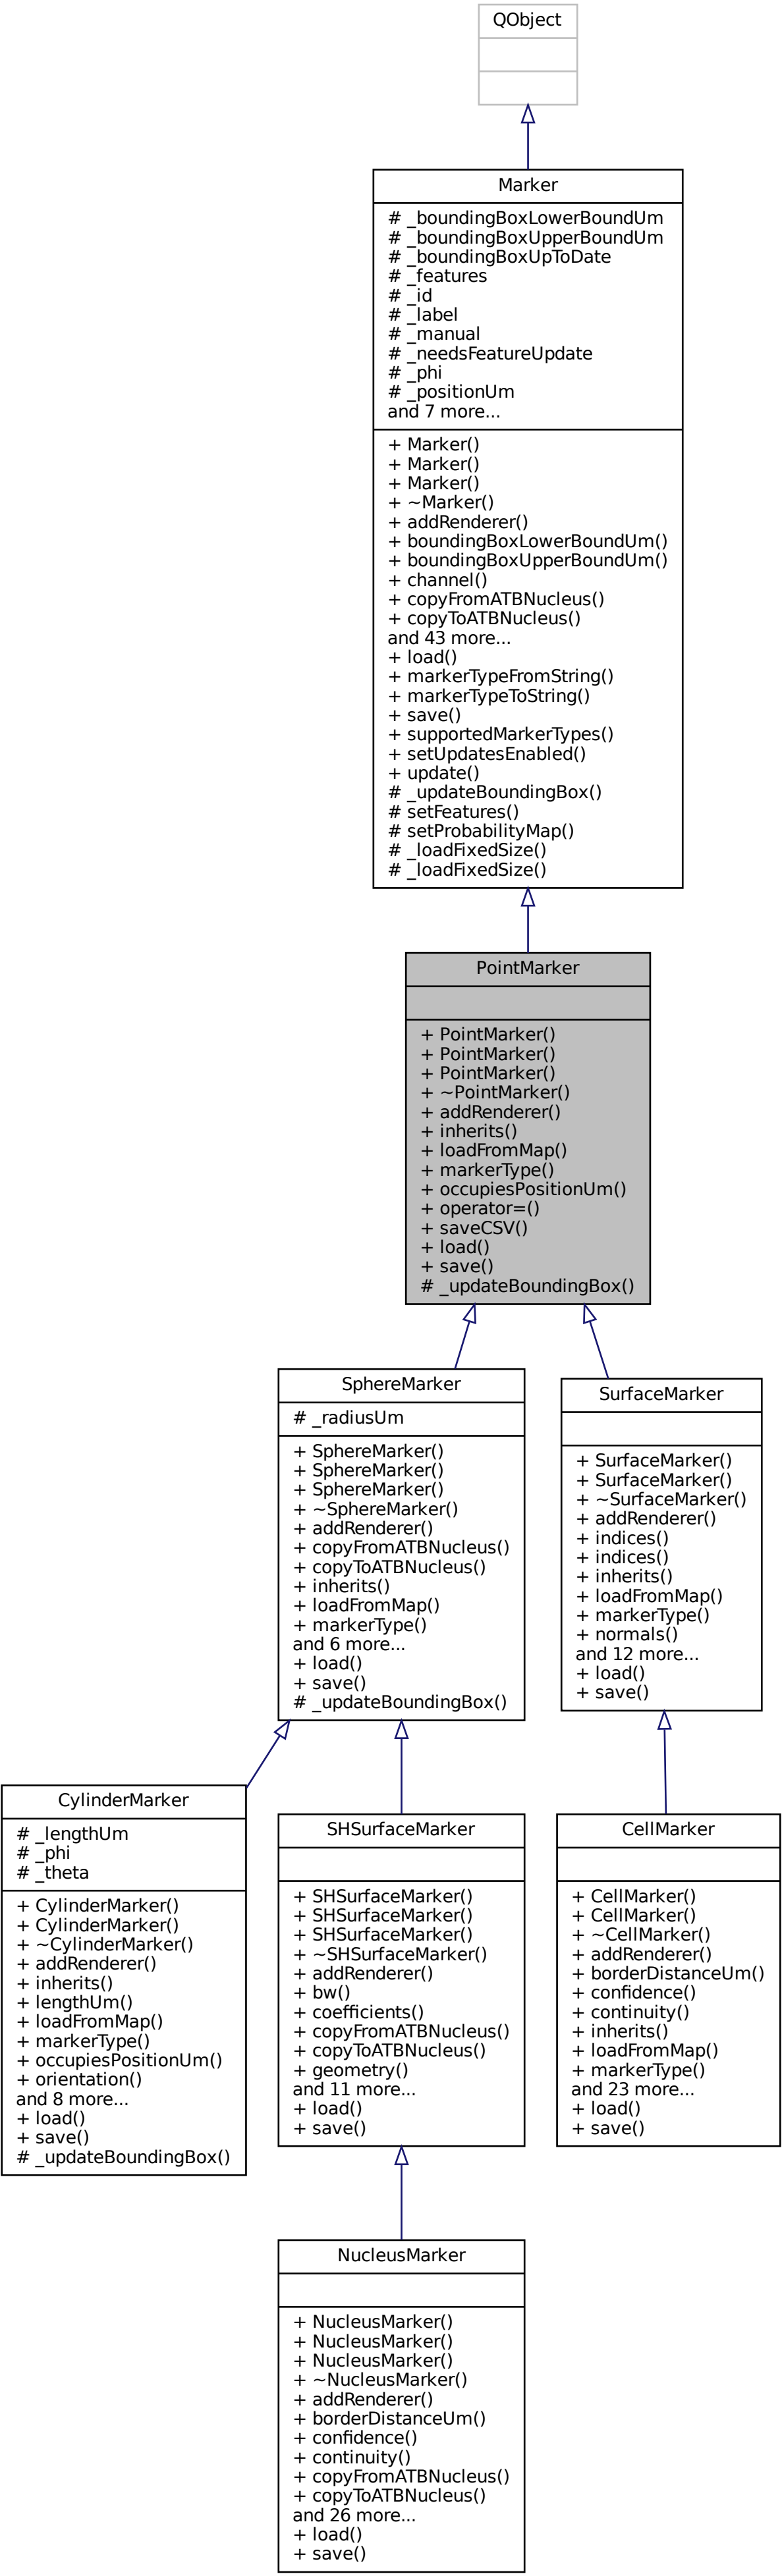 QObject
Marker
# _boundingBoxLowerBoundUm
# _boundingBoxUpperBoundUm
# _boundingBoxUpToDate
# _features
# _id
# _label
# _manual
# _needsFeatureUpdate
# _phi
# _positionUm
and 7 more...
+ Marker()
+ Marker()
+ Marker()
+ ~Marker()
+ addRenderer()
+ boundingBoxLowerBoundUm()
+ boundingBoxUpperBoundUm()
+ channel()
+ copyFromATBNucleus()
+ copyToATBNucleus()
and 43 more...
+ load()
+ markerTypeFromString()
+ markerTypeToString()
+ save()
+ supportedMarkerTypes()
+ setUpdatesEnabled()
+ update()
# _updateBoundingBox()
# setFeatures()
# setProbabilityMap()
# _loadFixedSize()
# _loadFixedSize()
PointMarker
+ PointMarker()
+ PointMarker()
+ PointMarker()
+ ~PointMarker()
+ addRenderer()
+ inherits()
+ loadFromMap()
+ markerType()
+ occupiesPositionUm()
+ operator=()
+ saveCSV()
+ load()
+ save()
# _updateBoundingBox()
SphereMarker
# _radiusUm
+ SphereMarker()
+ SphereMarker()
+ SphereMarker()
+ ~SphereMarker()
+ addRenderer()
+ copyFromATBNucleus()
+ copyToATBNucleus()
+ inherits()
+ loadFromMap()
+ markerType()
and 6 more...
+ load()
+ save()
# _updateBoundingBox()
SurfaceMarker
+ SurfaceMarker()
+ SurfaceMarker()
+ ~SurfaceMarker()
+ addRenderer()
+ indices()
+ indices()
+ inherits()
+ loadFromMap()
+ markerType()
+ normals()
and 12 more...
+ load()
+ save()
CylinderMarker
# _lengthUm
# _phi
# _theta
+ CylinderMarker()
+ CylinderMarker()
+ ~CylinderMarker()
+ addRenderer()
+ inherits()
+ lengthUm()
+ loadFromMap()
+ markerType()
+ occupiesPositionUm()
+ orientation()
and 8 more...
+ load()
+ save()
# _updateBoundingBox()
SHSurfaceMarker
+ SHSurfaceMarker()
+ SHSurfaceMarker()
+ SHSurfaceMarker()
+ ~SHSurfaceMarker()
+ addRenderer()
+ bw()
+ coefficients()
+ copyFromATBNucleus()
+ copyToATBNucleus()
+ geometry()
and 11 more...
+ load()
+ save()
CellMarker
+ CellMarker()
+ CellMarker()
+ ~CellMarker()
+ addRenderer()
+ borderDistanceUm()
+ confidence()
+ continuity()
+ inherits()
+ loadFromMap()
+ markerType()
and 23 more...
+ load()
+ save()
NucleusMarker
+ NucleusMarker()
+ NucleusMarker()
+ NucleusMarker()
+ ~NucleusMarker()
+ addRenderer()
+ borderDistanceUm()
+ confidence()
+ continuity()
+ copyFromATBNucleus()
+ copyToATBNucleus()
and 26 more...
+ load()
+ save()